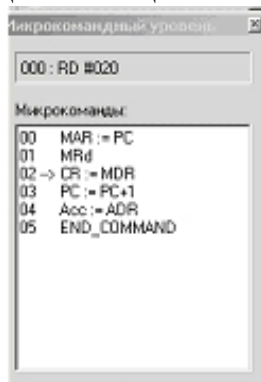 Микрокомандный уровень
000 : RD #020
Микрокоманды:
00 MAR := PC
01 MRd
02 -> CR := MDR
03 PC := PC+1
04 Acc := ADR
05 END_COMMAND